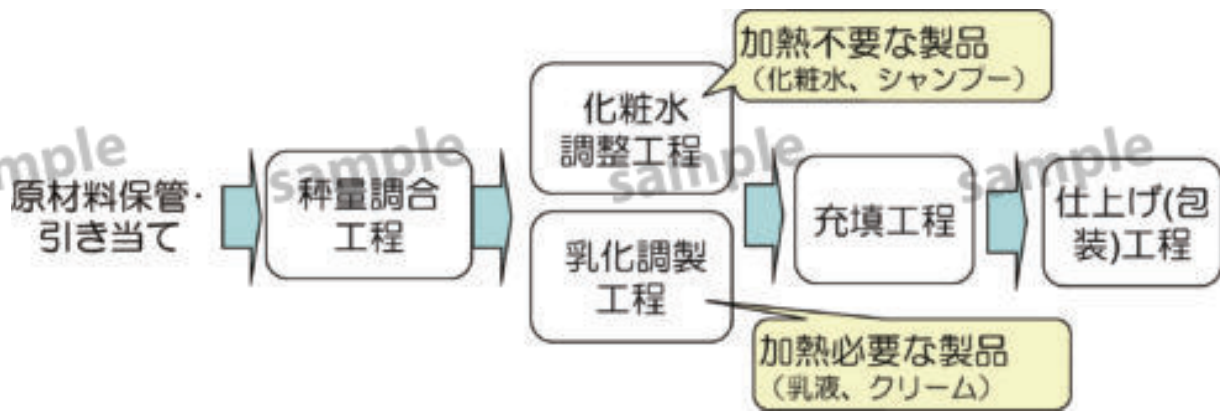 原材料保管・
引き当て
秤量調合
工程
化粧水
調整工程
加熱不要な製品
（化粧水、シャンプー）
乳化調製
工程
加熱必要な製品
（乳液、クリーム）
充填工程
仕上げ(包
装)工程
mple
sample
sample
sample